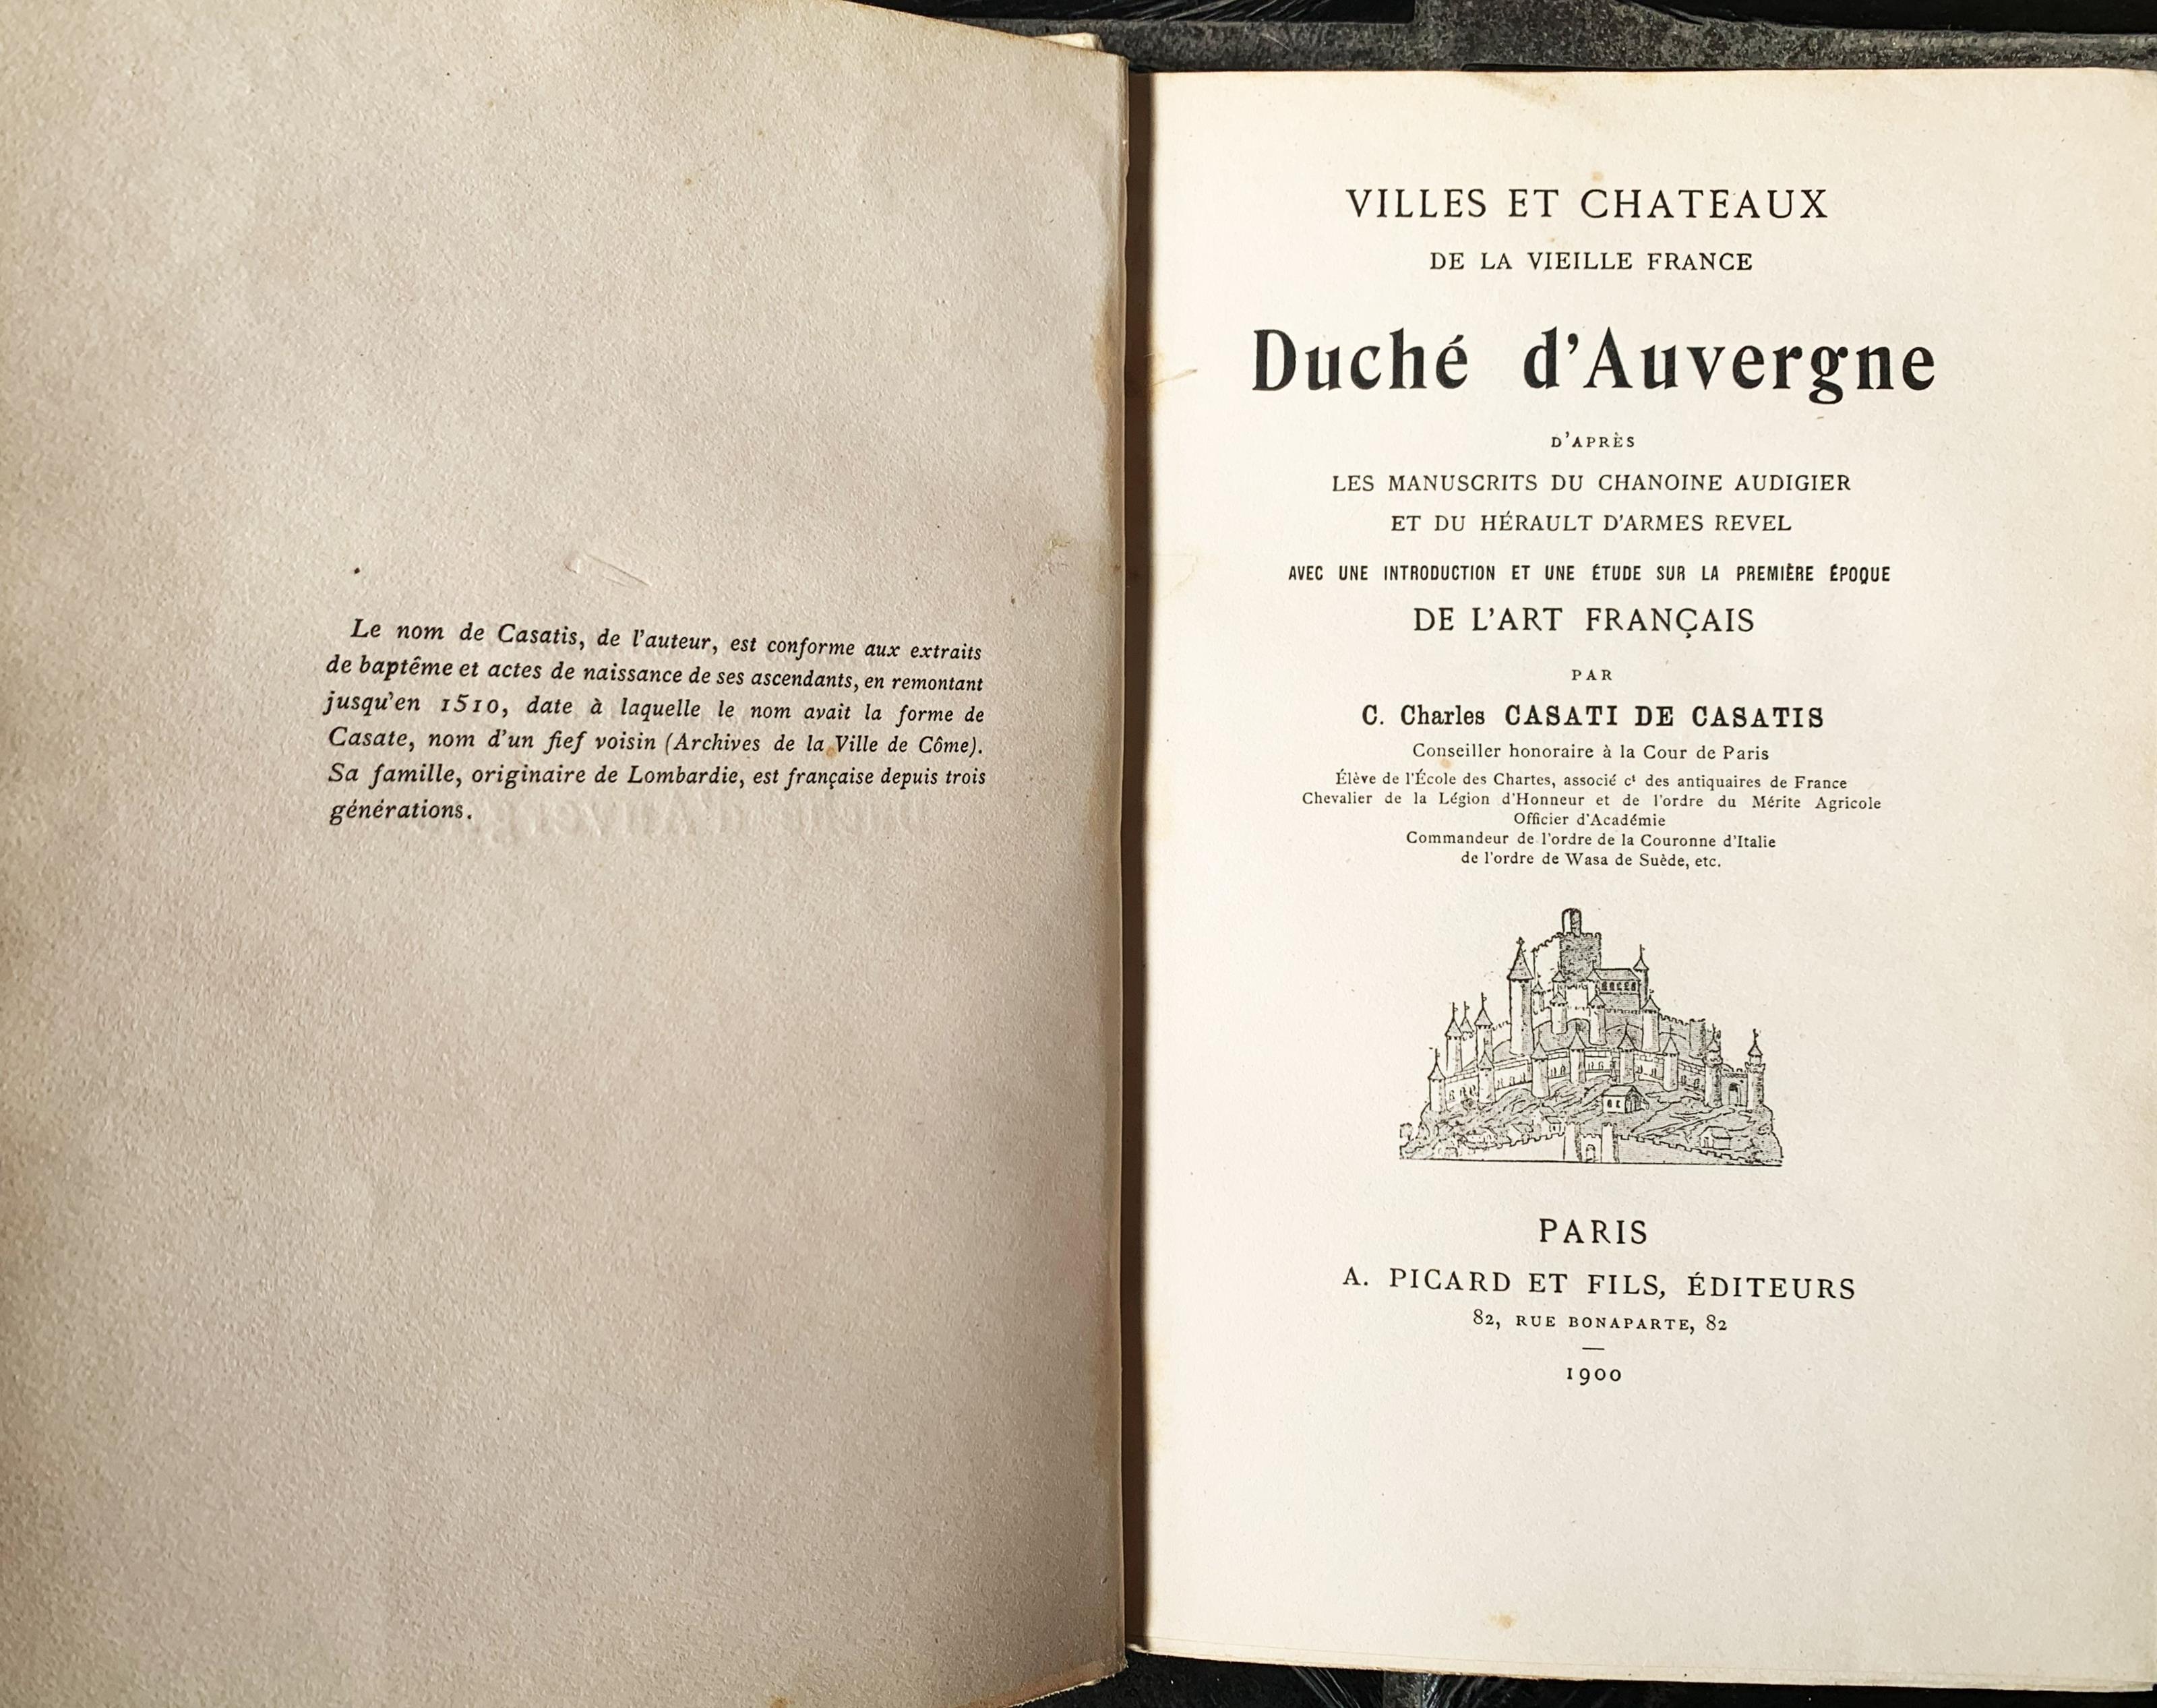 Le nom de Casatis, de l'auteur, est conforme aux extraits
de baptême et actes de naissance de ses ascendants, en remontant
jusqu'en 1510, date à laquelle le nom avait la forme de
Casate, nom d'un fief voisin (Archives de la Ville de Côme).
Sa famille, originaire de Lombardie, est française depuis trois
générations.
VILLES ET CHATEAUX
DE LA VIEILLE FRANCE
Duché d'Auvergne
D'APRÈS
LES MANUSCRITS DU CHANOINE AUDIGIER
ET DU HÉRAULT D'ARMES REVEL
AVEC UNE INTRODUCTION ET UNE ÉTUDE SUR LA PREMIÈRE ÉPOQUE
DE L'ART FRANÇAIS
PAR
C. Charles CASATI DE CASATIS
Conseiller honoraire à la Cour de Paris
Élève de l'École des Chartes, associé cᵗ des antiquaires de France
Chevalier de la Légion d'Honneur et de l'ordre du Mérite Agricole
Officier d'Académie
Commandeur de l'ordre de la Couronne d'Italie
de l'ordre de Wasa de Suède, etc.
PARIS
A. PICARD ET FILS, ÉDITEURS
82, RUE BONAPARTE, 82
1900